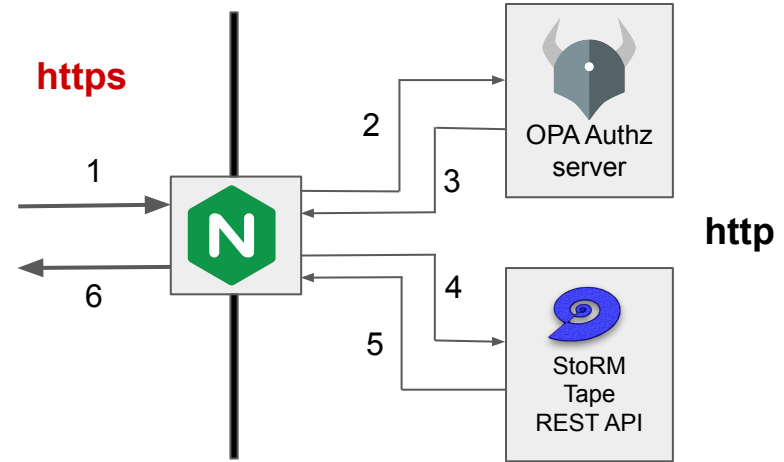 https
1
2
3
OPA Authz
server
N
http
6
4
5
StoRM
Tape
REST API